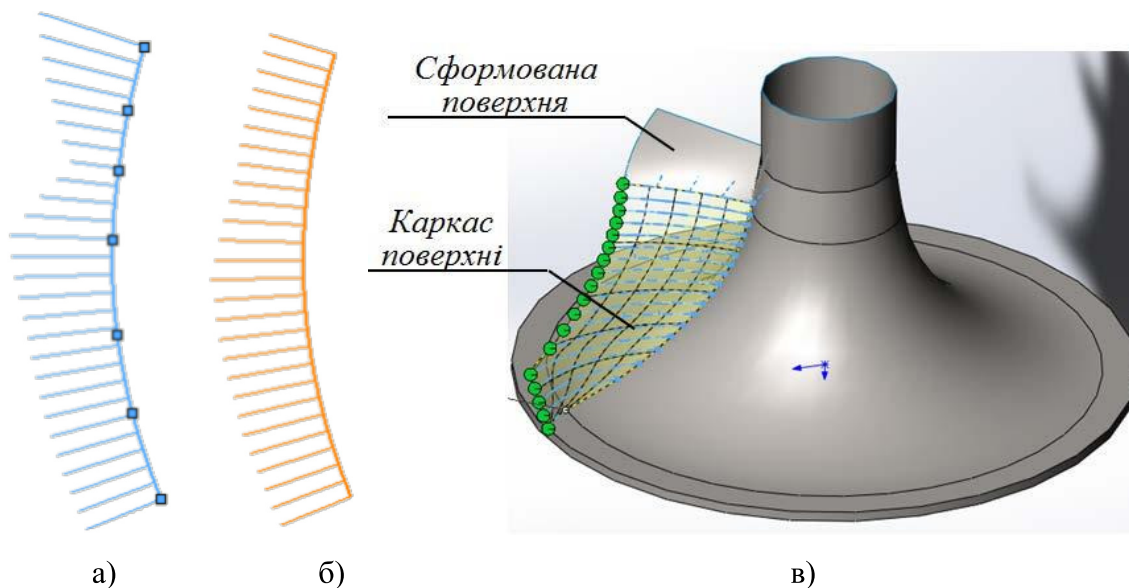 Сформована
поверхня
Каркас
поверхні
а) б) в)